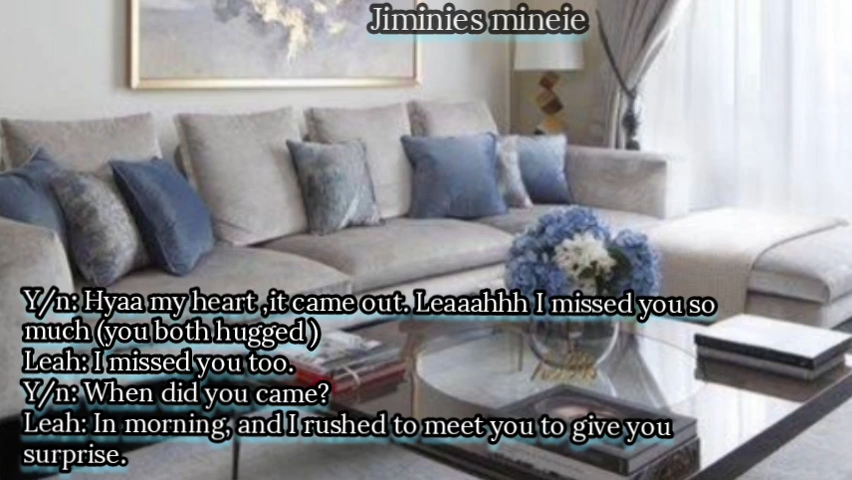 Jiminies mineie
Y/n: Hyaa my heart ,it came out. Leaaahhh I missed you so
much (you both hugged )
Leah: I missed you too.
Y/n: When did you came?
Leah: In morning, and I rushed to meet you to give you
surprise.